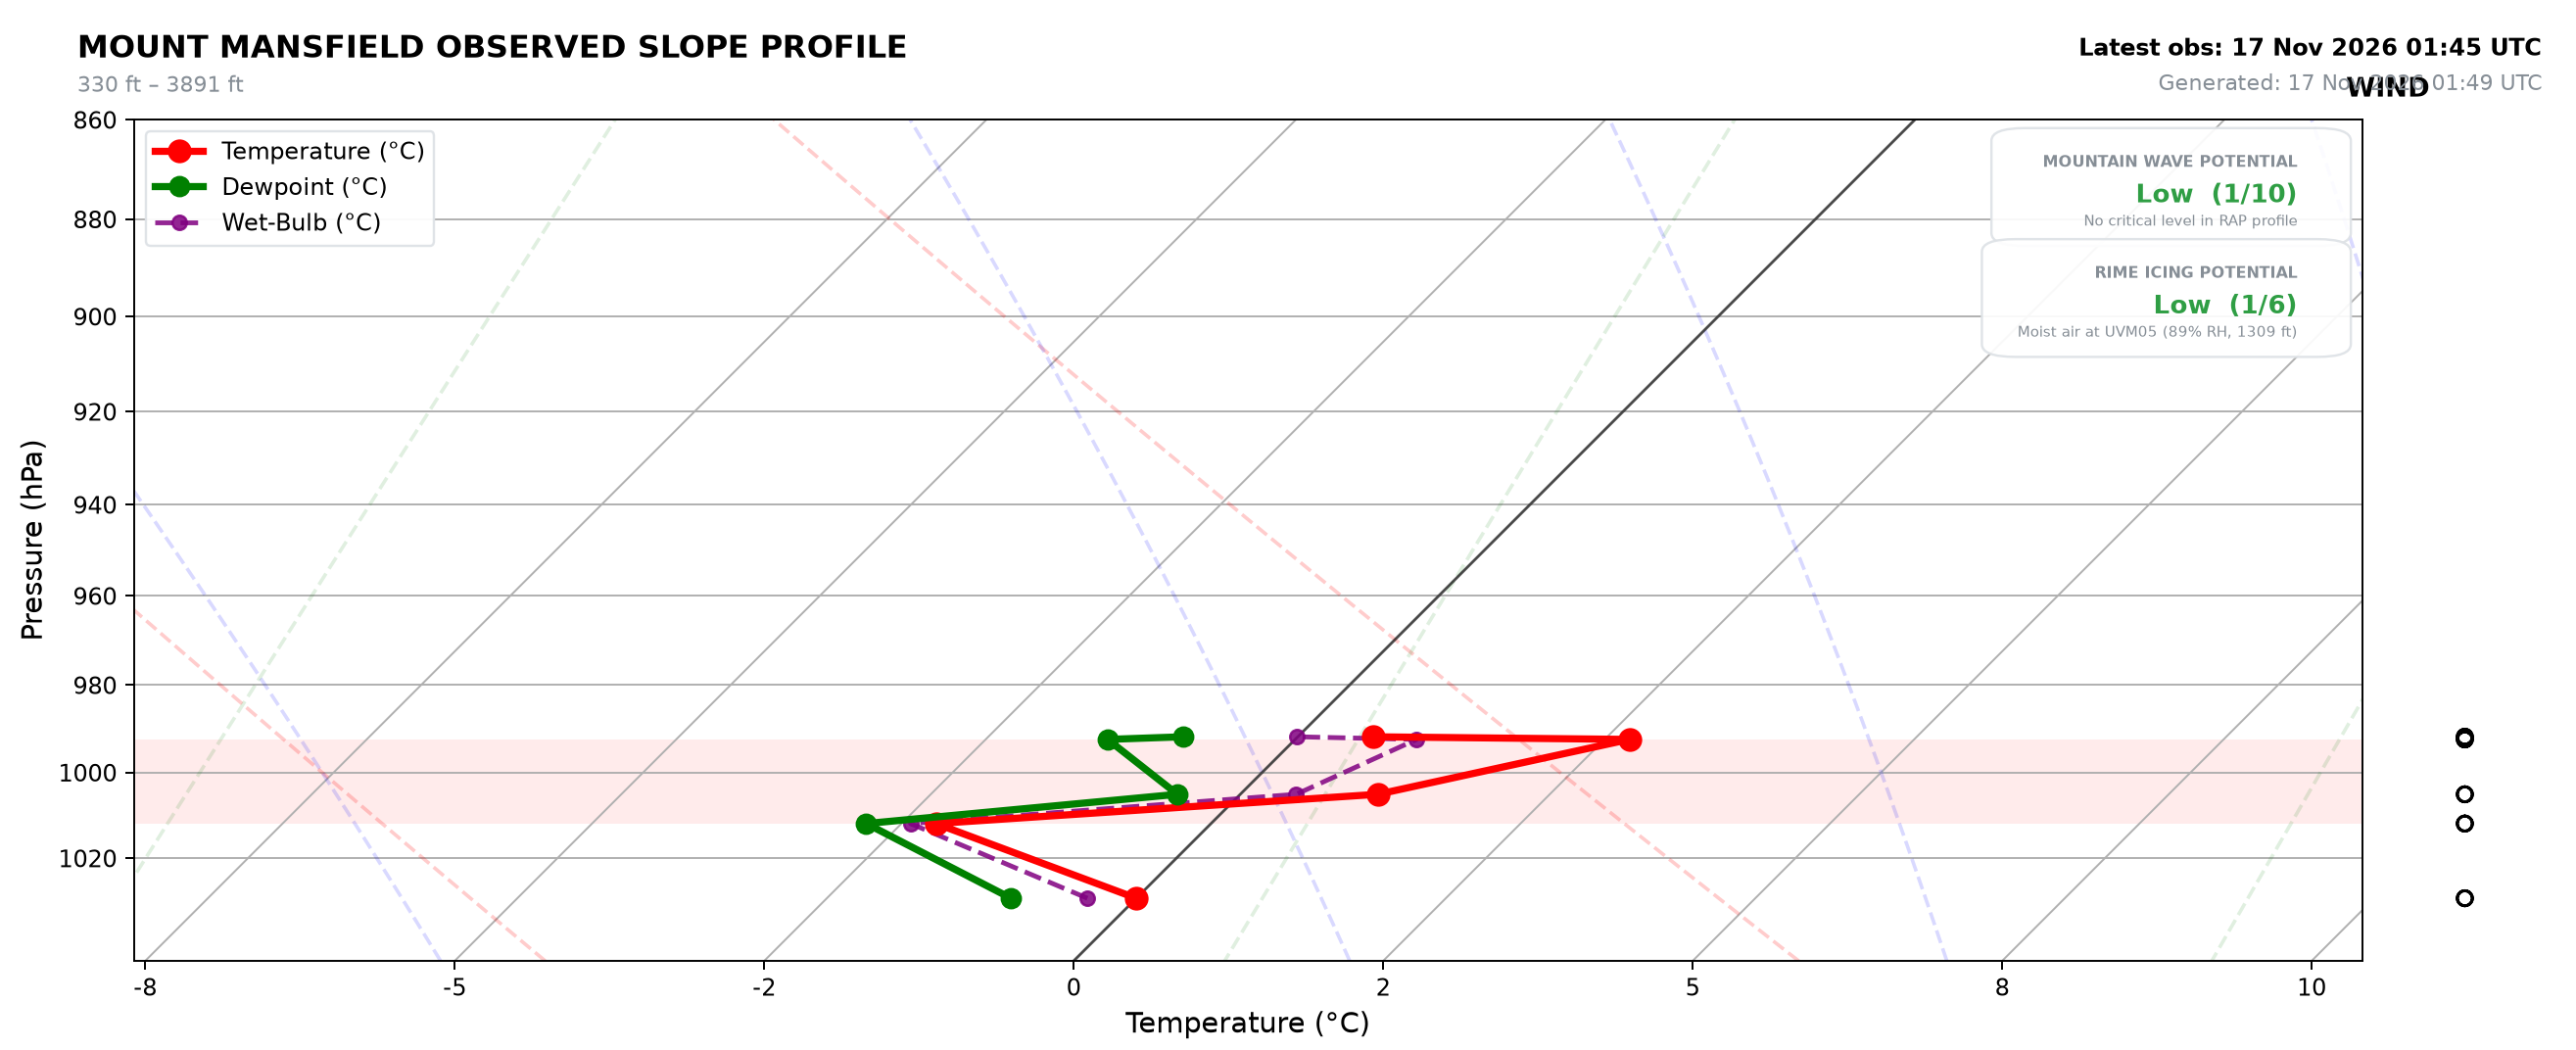 MOUNT MANSFIELD OBSERVED SLOPE PROFILE
330 ft – 3891 ft
Latest obs: 17 Nov 2026 01:45 UTC
Generated: 17 Nov 2026 01:49 UTC
WIND
Temperature (°C)
Dewpoint (°C)
Wet-Bulb (°C)
MOUNTAIN WAVE POTENTIAL
Low (1/10)
No critical level in RAP profile
RIME ICING POTENTIAL
Low (1/6)
Moist air at UVM05 (89% RH, 1309 ft)
Pressure (hPa)
860
880
900
920
940
960
980
1000
1020
-8
-5
-2
0
2
5
8
10
Temperature (°C)